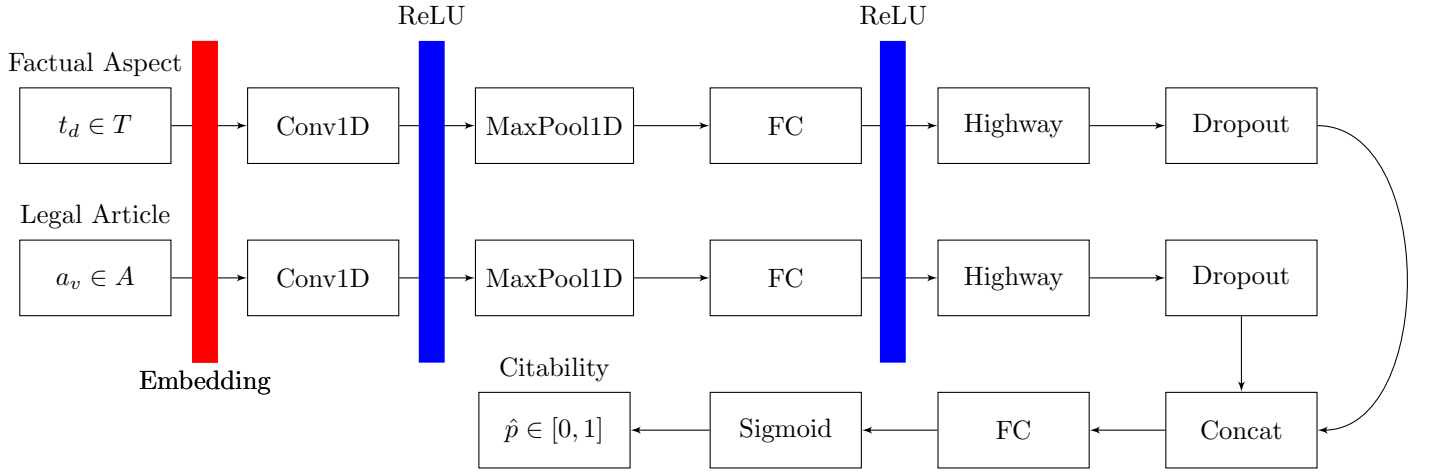 ReLU
ReLU
Factual Aspect
t_d ∈ T
Conv1D
MaxPool1D
FC
Highway
Dropout
Legal Article
a_v ∈ A
Conv1D
MaxPool1D
FC
Highway
Dropout
Embedding
Citability
p̂ ∈ [0, 1]
Sigmoid
FC
Concat